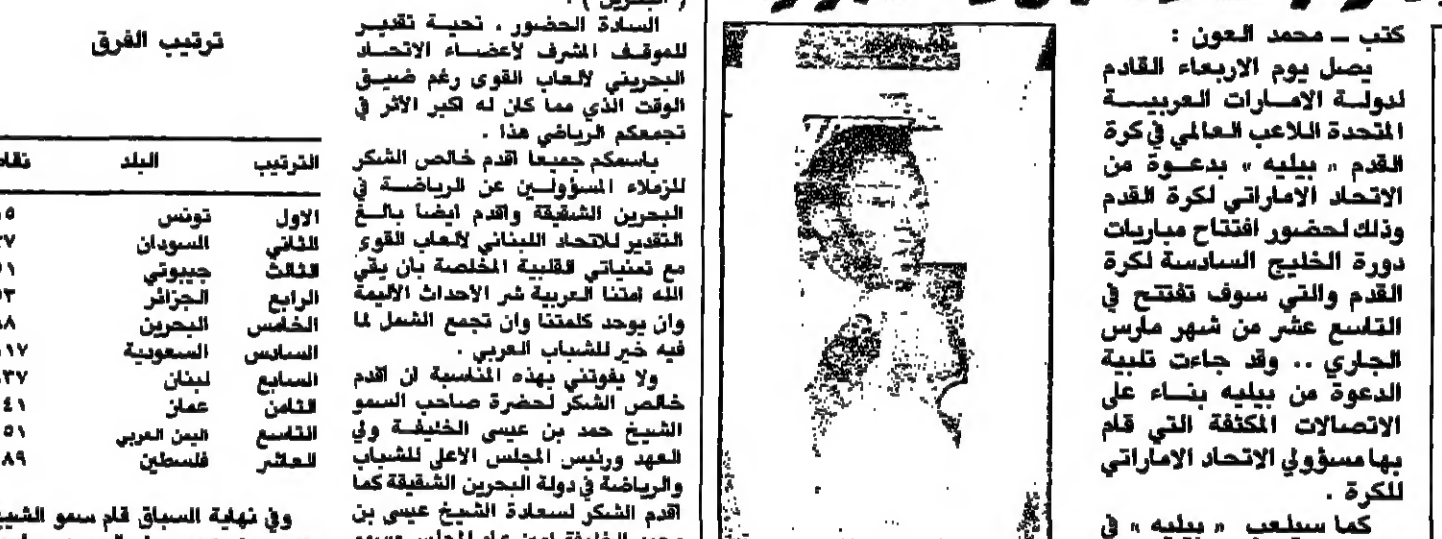 كتب ــ محمد العون :
يصل يوم الاربعاء القادم
لدولة الامارات العربية
المتحدة اللاعب العالمي في كرة
القدم « بيليه » بدعوة من
الاتحاد الاماراتي لكرة القدم
وذلك لحضور افتتاح مباريات
دورة الخليج السادسة لكرة
القدم والتي سوف تفتتح في
التاسع عشر من شهر مارس
الجاري .. وقد جاءت تلبية
الدعوة من بيليه بناء على
الاتصالات المكثفة التي قام
بها مسؤولي الاتحاد الاماراتي
للكرة .
كما سيلعب « بيليه » في
( البحرين ) .
السادة الحضور ، تحية تقدير
للموقف المشرف لأعضاء الاتحاد
البحريني لألعاب القوى رغم ضيق
الوقت الذي مما كان له اكبر الأثر في
تجمعكم الرياضي هذا .
باسمكم جميعا اقدم خالص الشكر
للزملاء المسؤولين عن الرياضة في
البحرين الشقيقة واقدم ايضا بالغ
التقدير للاتحاد اللبناني لألعاب القوى
مع تمنياتي القلبية المخلصة بان يقي
الله امتنا العربية شر الأحداث الأليمة
وان يوحد كلمتنا وان تجمع الشمل لما
فيه خير للشباب العربي .
ولا يفوتني بهذه المناسبة ان اقدم
خالص الشكر لحضرة صاحب السمو
الشيخ حمد بن عيسى الخليفة ولي
العهد ورئيس المجلس الاعلى للشباب
والرياضة في دولة البحرين الشقيقة كما
اقدم الشكر لسعادة الشيخ عيسى بن
ترتيب الفرق
الترتيب البلد
الاول تونس
الثاني السودان
الثالث جيبوتي
الرابع الجزائر
الخامس البحرين
السادس السعودية
السابع لبنان
الثامن عمان
التاسع اليمن العربي
العاشر فلسطين
وفي نهاية السباق قام سمو الشيخ